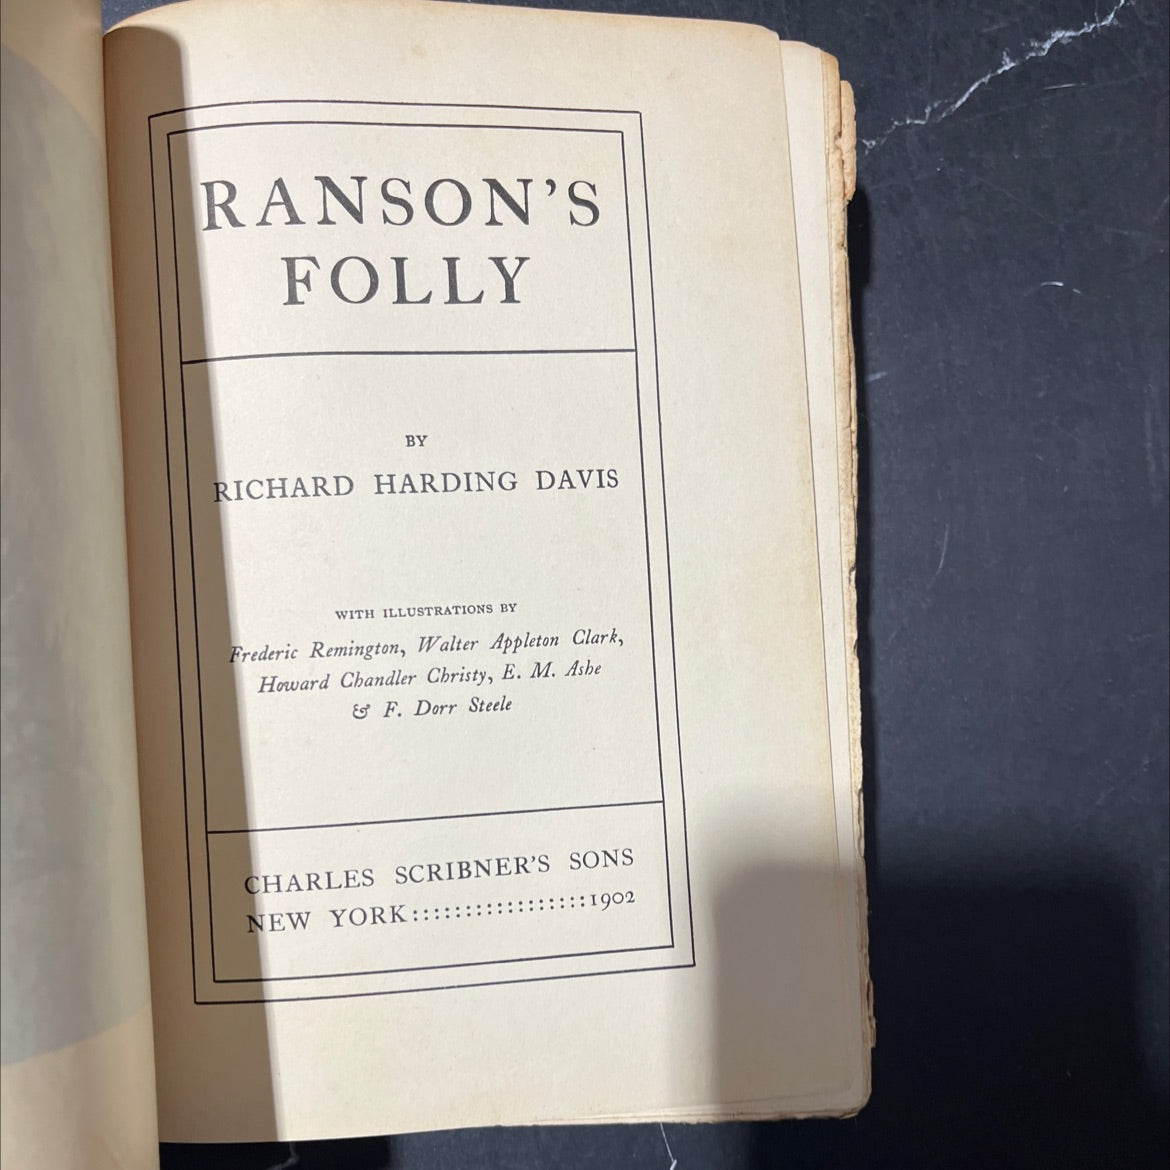 RANSON'S
FOLLY
BY
RICHARD HARDING DAVIS
WITH ILLUSTRATIONS BY
Frederic Remington, Walter Appleton Clark,
Howard Chandler Christy, E. M. Ashe
& F. Dorr Steele
CHARLES SCRIBNER'S SONS
NEW YORK::::::::::::::::::1902